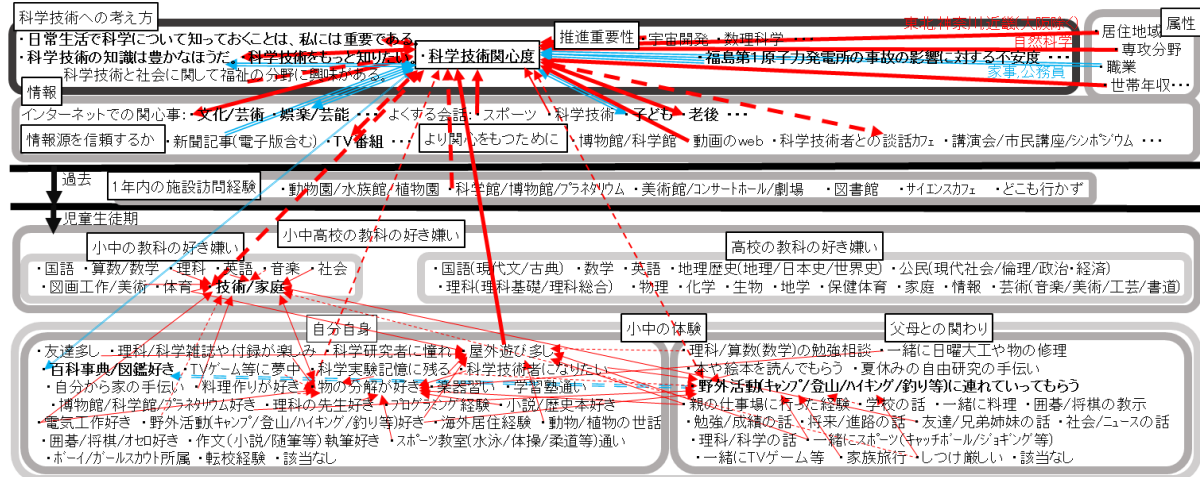 科学技術への考え方
・日常生活で科学について知っておくことは、私には重要である。
・科学技術の知識は豊かなほうだ ・科学技術をもっと知りたい。
科学技術と社会に関して福祉の分野に興味がある。
・科学技術関心度
推進重要性 ・宇宙開発 ・数理科学 ・・・
・福島第1原子力発電所の事故の影響に対する不安度 ・・・
東北,神奈川,近畿(大阪除く)
自然科学
家事,公務員
属性
・居住地域
・専攻分野
・職業
・世帯年収・・・
情報
インターネットでの関心事: ・文化/芸術 ・娯楽/芸能 ・・・ よくする会話: ・スポーツ ・科学技術 ・子ども ・老後 ・・・
情報源を信頼するか ・新聞記事(電子版含む) ・TV番組 ・・・ より関心をもつために ・博物館/科学館 ・動画のweb ・科学技術者との談話カフェ ・講演会/市民講座/シンポジウム ・・・
過去
1年内の施設訪問経験 ・動物園/水族館/植物園 ・科学館/博物館/プラネタリウム ・美術館/コンサートホール/劇場 ・図書館 ・サイエンスカフェ ・どこも行かず
児童生徒期
小中高校の教科の好き嫌い
小中の教科の好き嫌い
・国語 ・算数/数学 ・理科 ・英語 ・音楽 ・社会
・図画工作/美術 ・体育 ・技術/家庭
高校の教科の好き嫌い
・国語(現代文/古典) ・数学 ・英語 ・地理歴史(地理/日本史/世界史) ・公民(現代社会/倫理/政治・経済)
・理科(理科基礎/理科総合) ・物理 ・化学 ・生物 ・地学 ・保健体育 ・家庭 ・情報 ・芸術(音楽/美術/工芸/書道)
小中の体験
自分自身
・友達多し ・理科/科学雑誌や付録が楽しみ ・科学研究者に憧れ ・屋外遊び多し
・百科事典/図鑑好き ・TVゲーム等に夢中 ・科学実験記憶に残る ・科学技術者になりたい
・自分から家の手伝い ・料理作りが好き ・物の分解が好き ・楽器習い ・学習塾通い
・博物館/科学館/プラネタリウム好き ・理科の先生好き ・プログラミング経験 ・小説/歴史本好き
・電気工作好き ・野外活動(キャンプ/登山/ハイキング/釣り等)好き ・海外居住経験 ・動物/植物の世話
・囲碁/将棋/オセロ好き ・作文(小説/随筆等)執筆好き ・スポーツ教室(水泳/体操/柔道等)通い
・ボーイ/ガールスカウト所属 ・転校経験 ・該当なし
父母との関わり
・理科/算数(数学)の勉強相談 ・一緒に日曜大工や物の修理
・本や絵本を読んでもらう ・夏休みの自由研究の手伝い
・野外活動(キャンプ/登山/ハイキング/釣り等)に連れていってもらう
・親の仕事場に行った経験 ・学校の話 ・一緒に料理 ・囲碁/将棋の教示
・勉強/成績の話 ・将来/進路の話 ・友達/兄弟姉妹の話 ・社会/ニュースの話
・理科/科学の話 ・一緒にスポーツ(キャッチボール/ジョギング等)
・一緒にTVゲーム等 ・家族旅行 ・しつけ厳しい ・該当なし